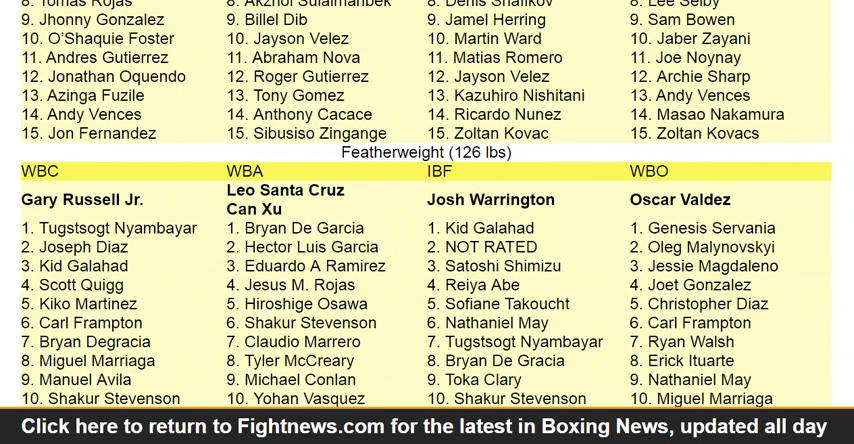 8. Tomas Rojas 8. Akzhol Sulaimanbek 8. Denis Shafikov 8. Lee Selby
9. Jhonny Gonzalez 9. Billel Dib 9. Jamel Herring 9. Sam Bowen
10. O’Shaquie Foster 10. Jayson Velez 10. Martin Ward 10. Jaber Zayani
11. Andres Gutierrez 11. Abraham Nova 11. Matias Romero 11. Joe Noynay
12. Jonathan Oquendo 12. Roger Gutierrez 12. Jayson Velez 12. Archie Sharp
13. Azinga Fuzile 13. Tony Gomez 13. Kazuhiro Nishitani 13. Andy Vences
14. Andy Vences 14. Anthony Cacace 14. Ricardo Nunez 14. Masao Nakamura
15. Jon Fernandez 15. Sibusiso Zingange 15. Zoltan Kovac 15. Zoltan Kovacs
Featherweight (126 lbs)
WBC WBA IBF WBO
Gary Russell Jr. Leo Santa Cruz Josh Warrington Oscar Valdez
Can Xu
1. Tugstsogt Nyambayar 1. Bryan De Garcia 1. Kid Galahad 1. Genesis Servania
2. Joseph Diaz 2. Hector Luis Garcia 2. NOT RATED 2. Oleg Malynovskyi
3. Kid Galahad 3. Eduardo A Ramirez 3. Satoshi Shimizu 3. Jessie Magdaleno
4. Scott Quigg 4. Jesus M. Rojas 4. Reiya Abe 4. Joet Gonzalez
5. Kiko Martinez 5. Hiroshige Osawa 5. Sofiane Takoucht 5. Christopher Diaz
6. Carl Frampton 6. Shakur Stevenson 6. Nathaniel May 6. Carl Frampton
7. Bryan Degracia 7. Claudio Marrero 7. Tugstsogt Nyambayar 7. Ryan Walsh
8. Miguel Marriaga 8. Tyler McCreary 8. Bryan De Gracia 8. Erick Ituarte
9. Manuel Avila 9. Michael Conlan 9. Toka Clary 9. Nathaniel May
10. Shakur Stevenson 10. Yohan Vasquez 10. Shakur Stevenson 10. Miguel Marriaga
Click here to return to Fightnews.com for the latest in Boxing News, updated all day